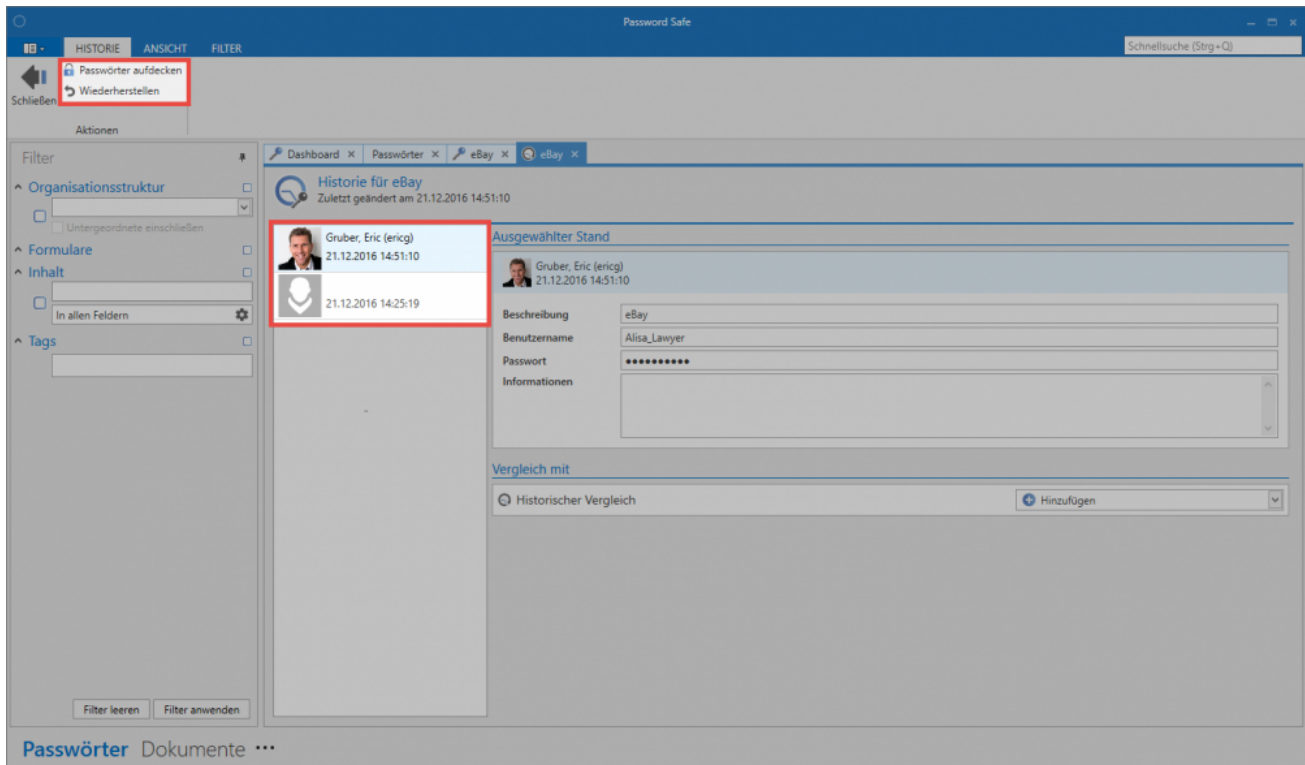 Password Safe
HISTORIE ANSICHT FILTER
Schnellsuche (Strg+Q)
Passwörter aufdecken
Wiederherstellen
Schließen
Aktionen
Filter
Organisationsstruktur
Untergeordnete einschließen
Formulare
Inhalt
In allen Feldern
Tags
Filter leeren Filter anwenden
Dashboard Passwörter eBay eBay
Historie für eBay
Zuletzt geändert am 21.12.2016 14:51:10
Gruber, Eric (ericg)
21.12.2016 14:51:10
21.12.2016 14:25:19
Ausgewählter Stand
Gruber, Eric (ericg)
21.12.2016 14:51:10
Beschreibung eBay
Benutzername Alisa_Lawyer
Passwort ••••••••••
Informationen
Vergleich mit
Historischer Vergleich Hinzufügen
Passwörter Dokumente •••